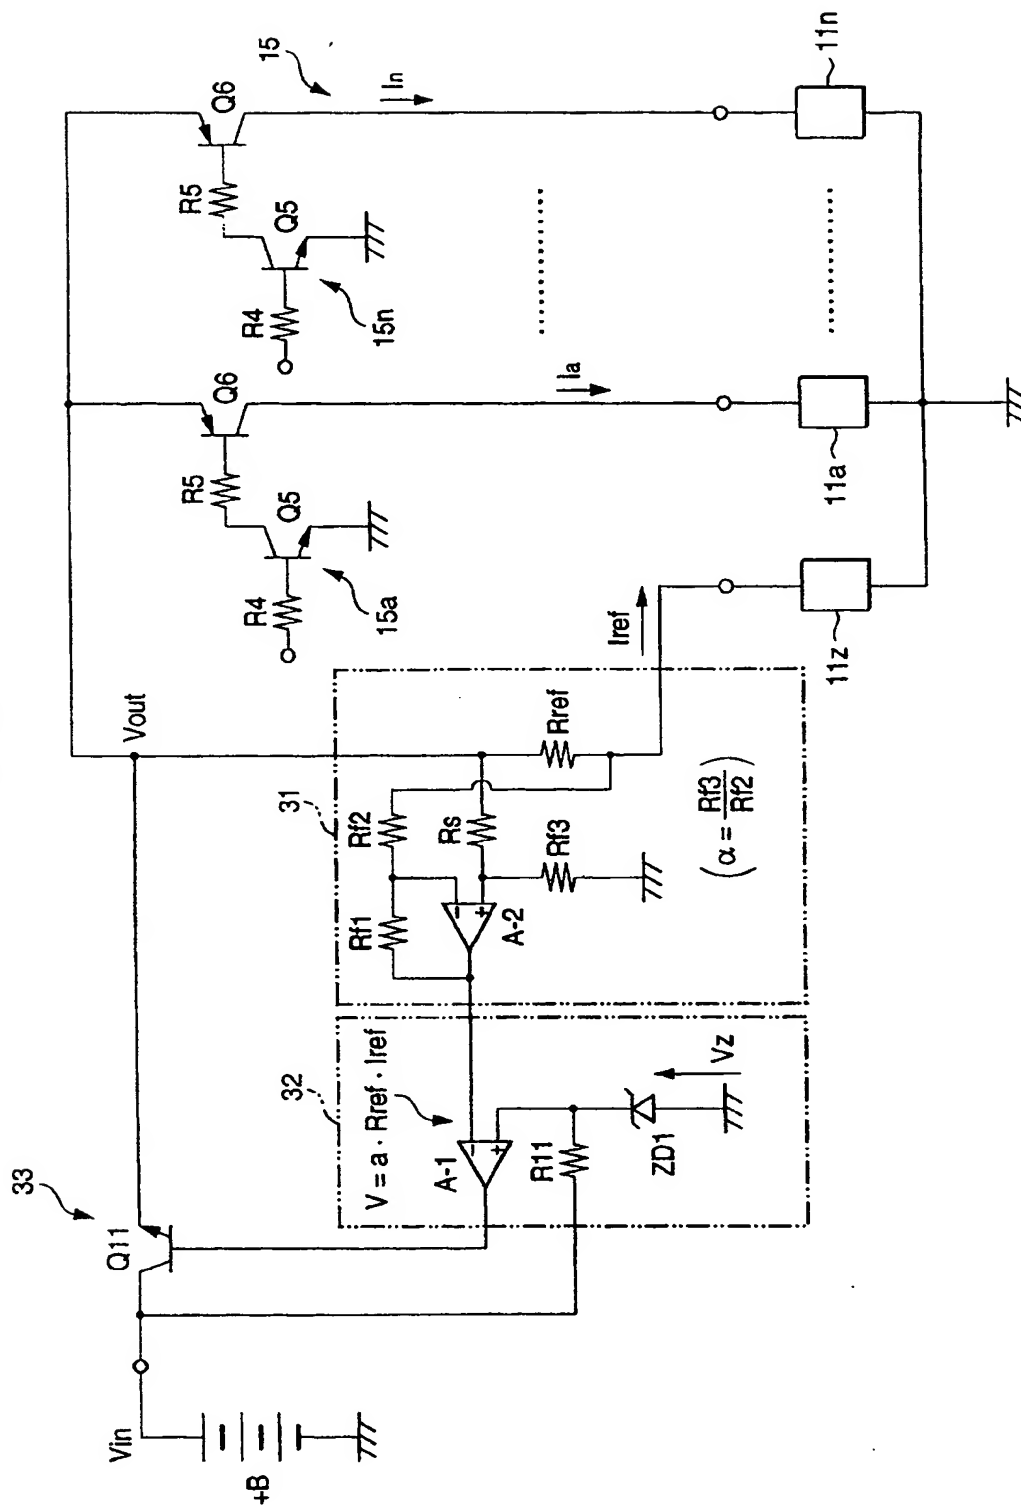 33
Vin
+B
Q11
32
V = a · Rref · Iref
A-1
R11
ZD1
Vz
31
Rf1
Rf2
Rs
Rf3
A-2
Rref
(α = Rf3
Rf2)
Vout
Iref
11z
R4
15a
Q5
R5
Q6
Ia
11a
R4
15n
Q5
R5
Q6
15
In
11n